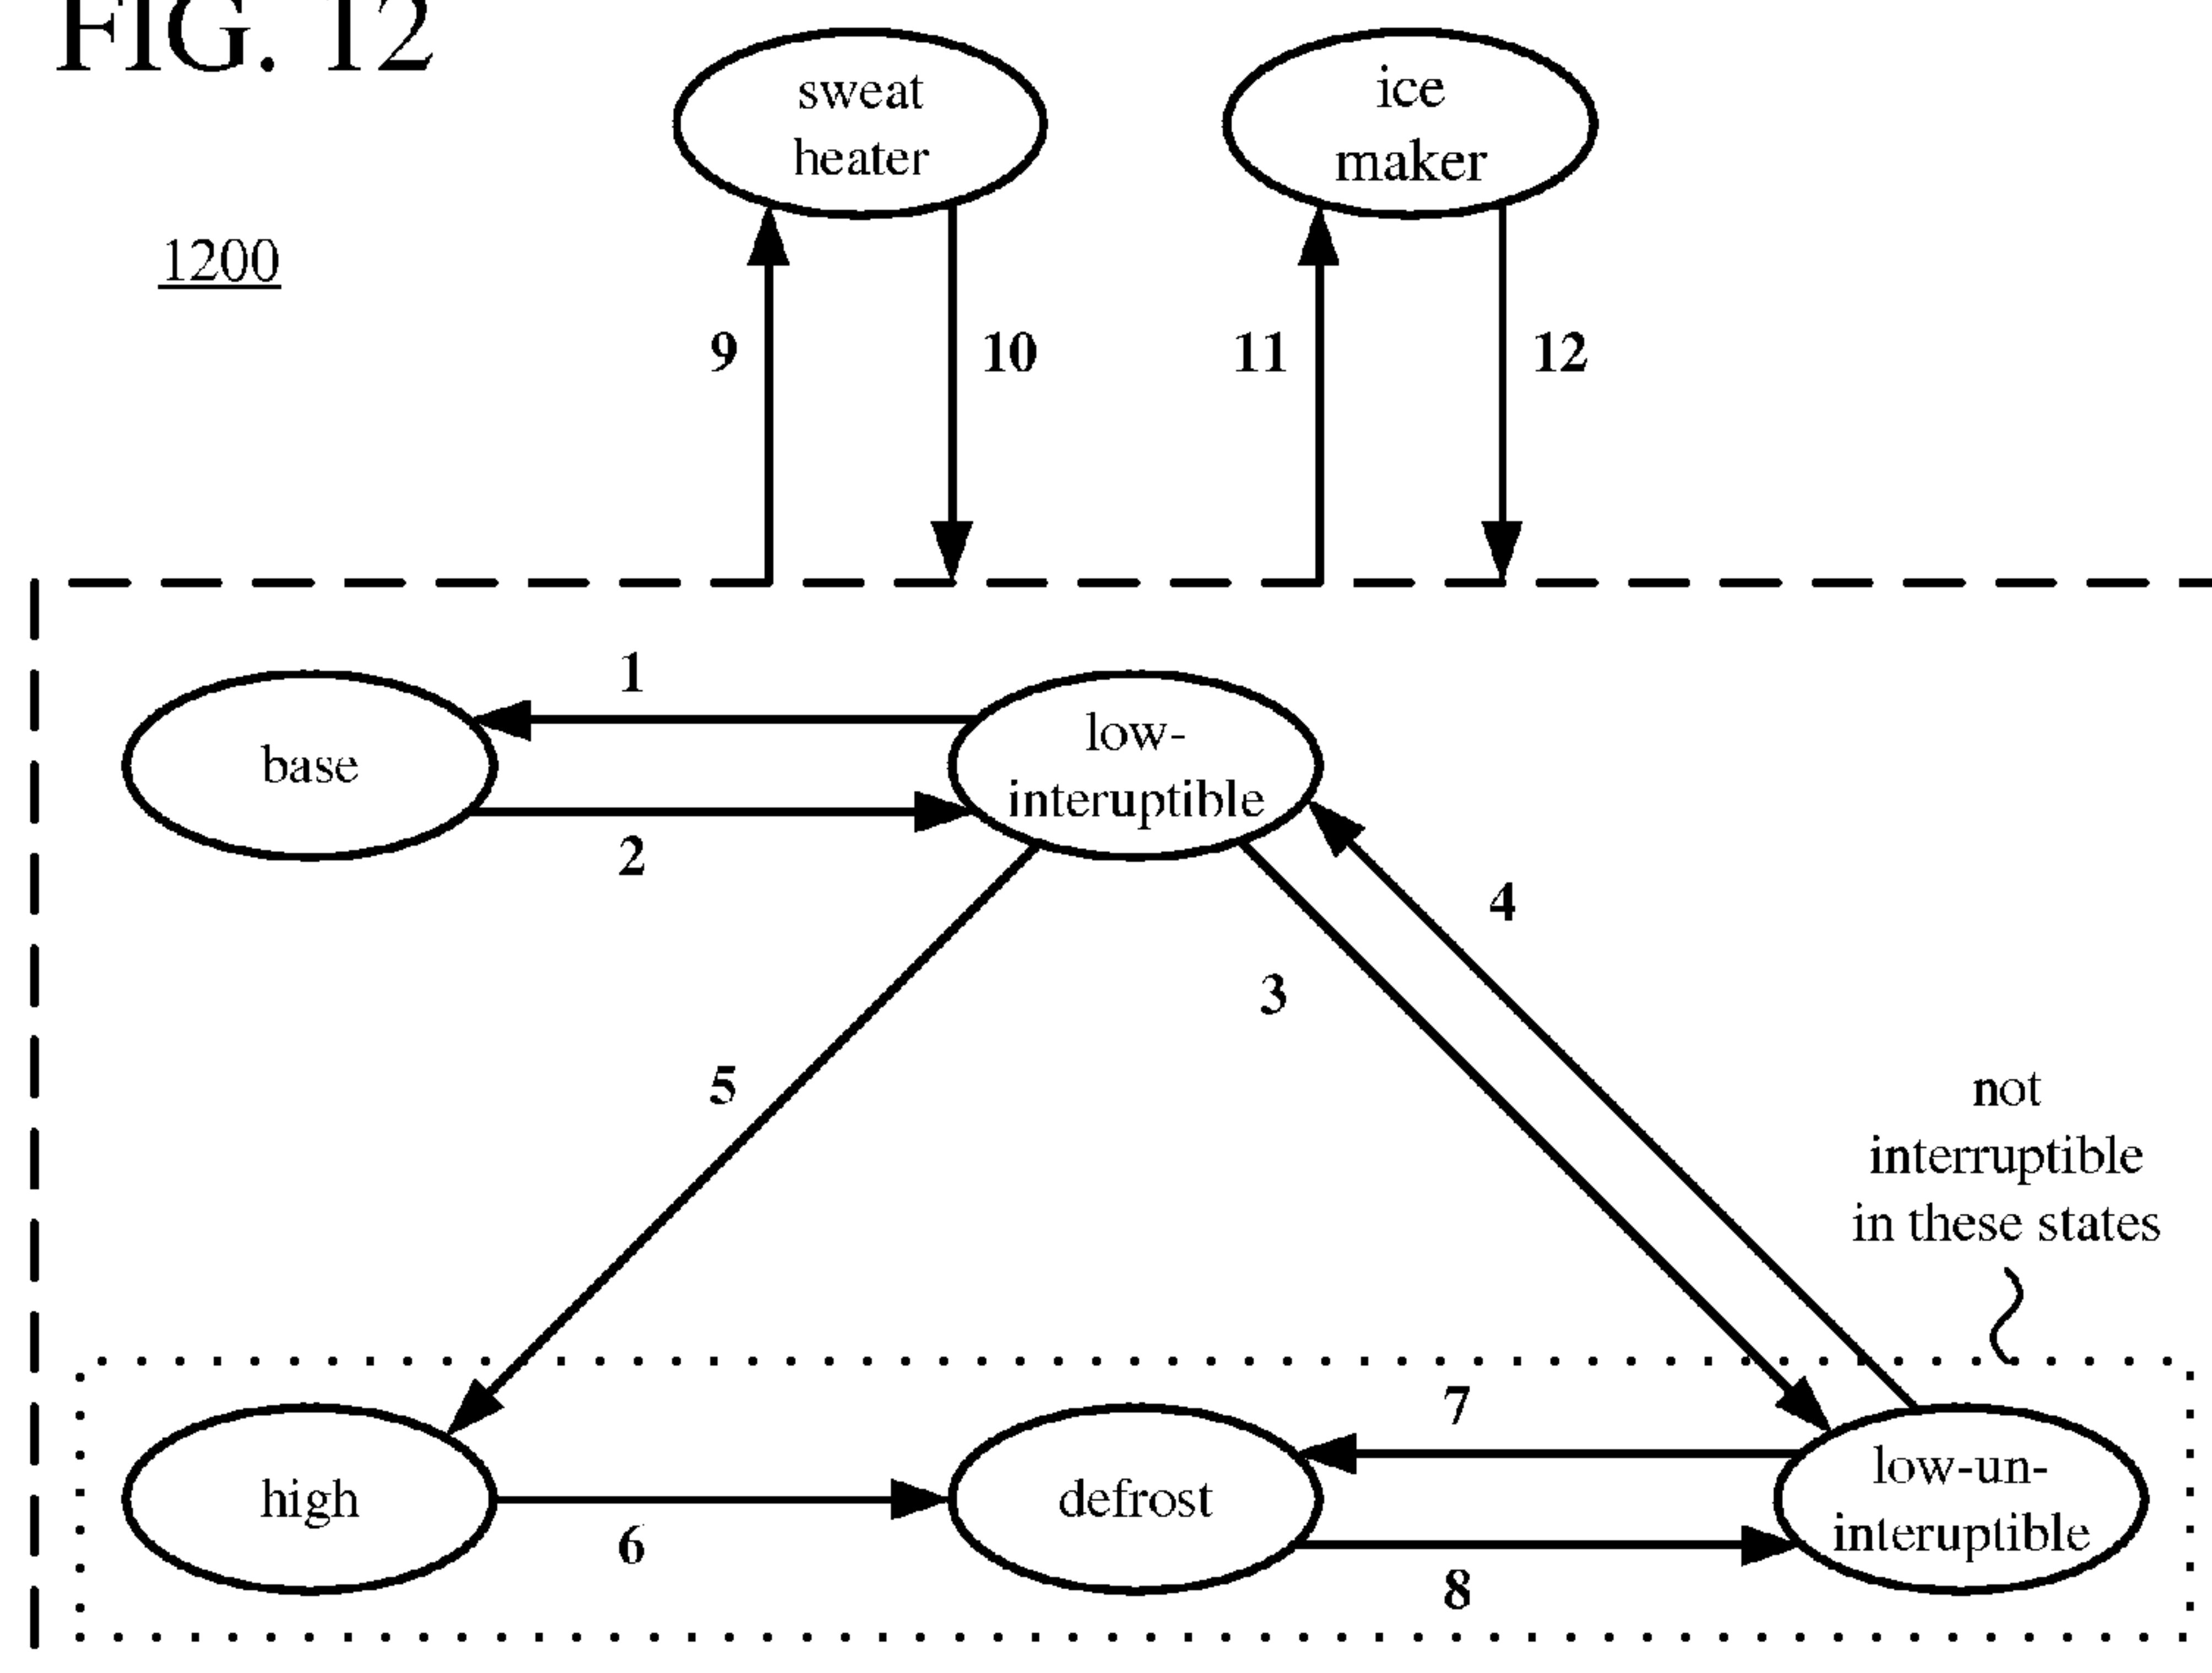 FIG. 12
sweat
heater
ice
maker
1200
9
10
11
12
1
base
low-
interuptible
2
4
3
5
not
interruptible
in these states
7
high
defrost
low-un-
interuptible
6
8